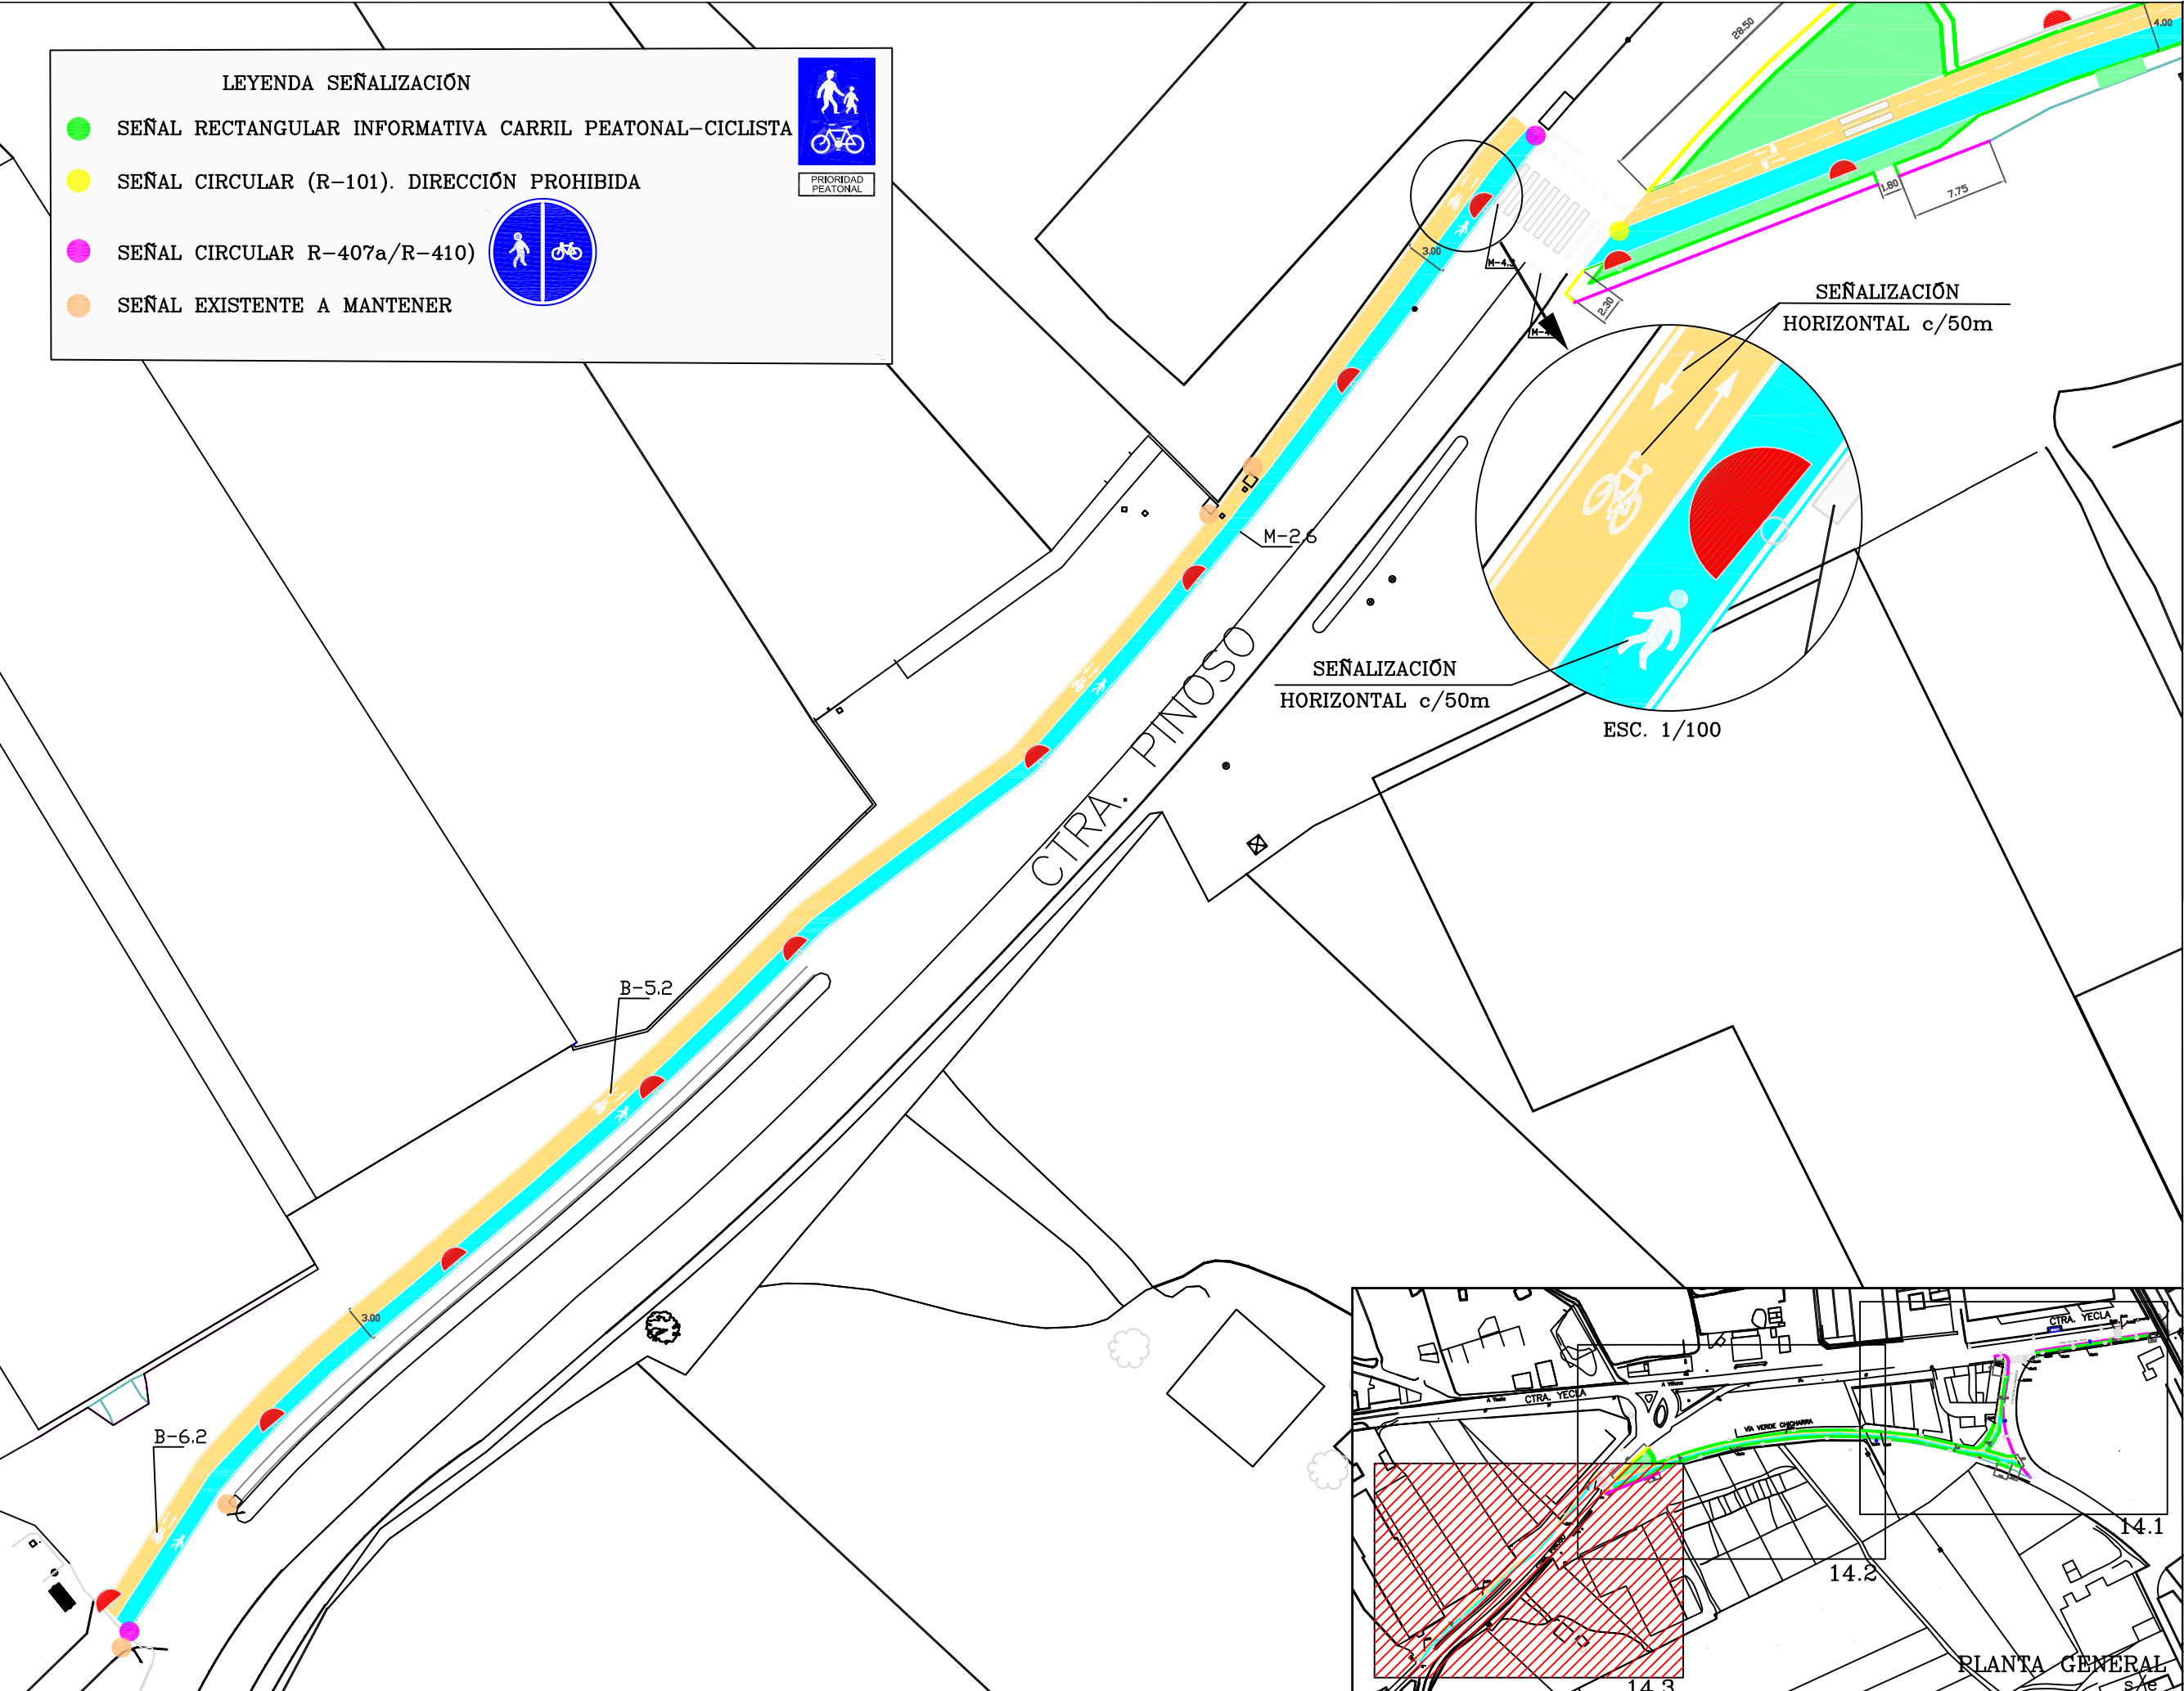 LEYENDA SEÑALIZACIÓN
SEÑAL RECTANGULAR INFORMATIVA CARRIL PEATONAL-CICLISTA
PRIORIDAD
PEATONAL
SEÑAL CIRCULAR (R-101). DIRECCIÓN PROHIBIDA
SEÑAL CIRCULAR R-407a/R-410)
SEÑAL EXISTENTE A MANTENER
28.50
4.00
1.80
7.75
3.00
2.30
SEÑALIZACIÓN
HORIZONTAL c/50m
M-2.6
SEÑALIZACIÓN
HORIZONTAL c/50m
ESC. 1/100
CTRA. PINOSO
B-5.2
3.00
B-6.2
CTRA. YECLA
CTRA. YECLA
VÍA VERDE CHICHARRA
14.1
14.2
14.3
PLANTA GENERAL
s/e